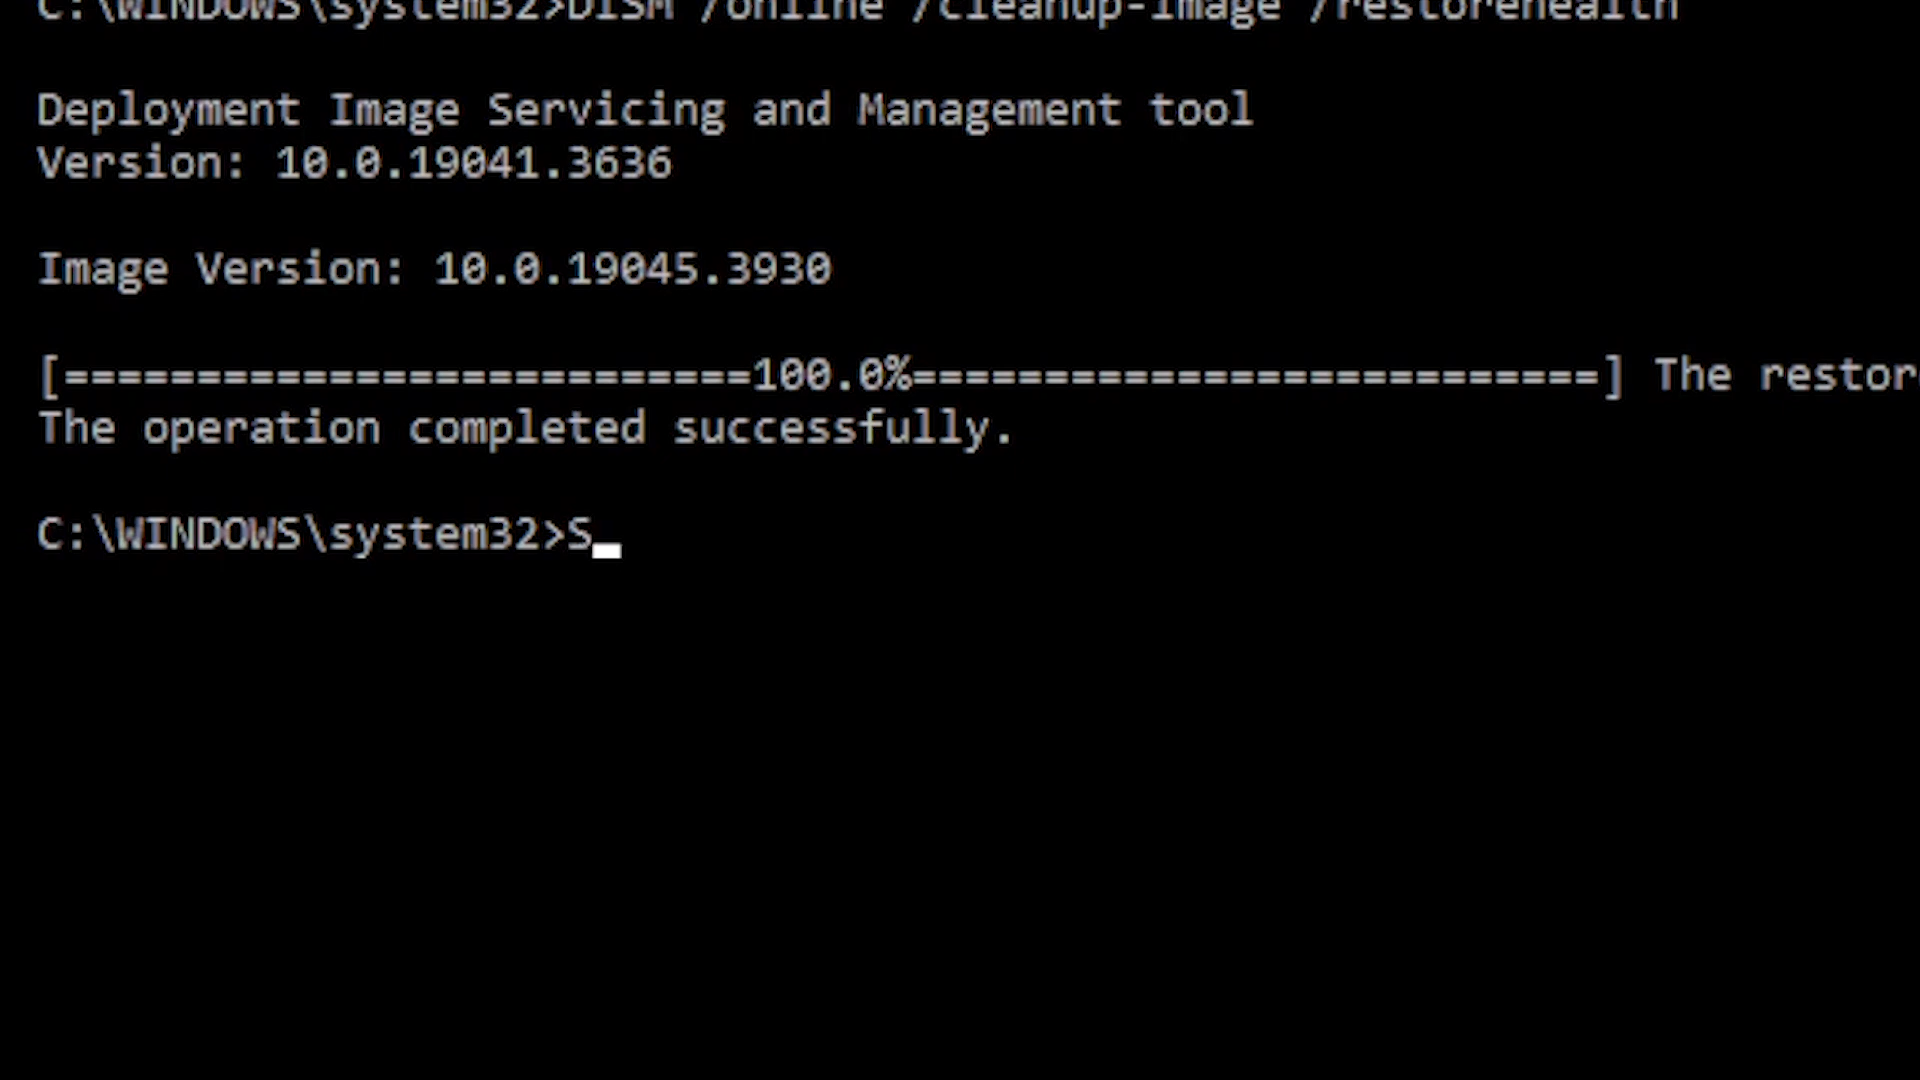 C:\WINDOWS\system32>DISM /online /cleanup-image /restorehealth
Deployment Image Servicing and Management tool
Version: 10.0.19041.3636
Image Version: 10.0.19045.3930
[==========================100.0%==========================] The restor
The operation completed successfully.
C:\WINDOWS\system32>S